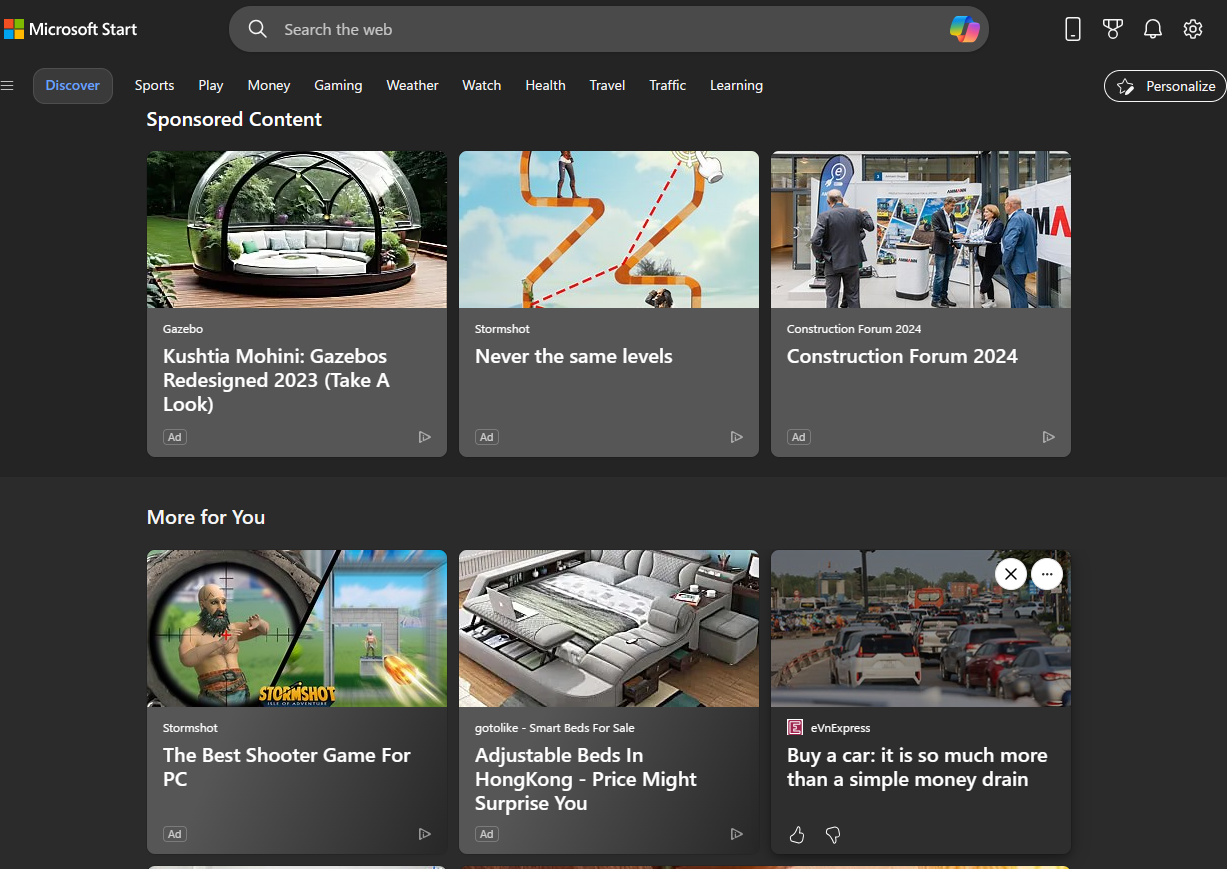 Microsoft Start
Search the web
Discover Sports Play Money Gaming Weather Watch Health Travel Traffic Learning
Personalize
Sponsored Content
Gazebo
Kushtia Mohini: Gazebos
Redesigned 2023 (Take A
Look)
Ad
Stormshot
Never the same levels
Ad
AMMANN
AMMANN
Construction Forum 2024
Construction Forum 2024
Ad
More for You
STORMSHOT
ISLE OF ADVENTURE
Stormshot
The Best Shooter Game For
PC
Ad
gotolike - Smart Beds For Sale
Adjustable Beds In
HongKong - Price Might
Surprise You
Ad
E eVnExpress
Buy a car: it is so much more
than a simple money drain